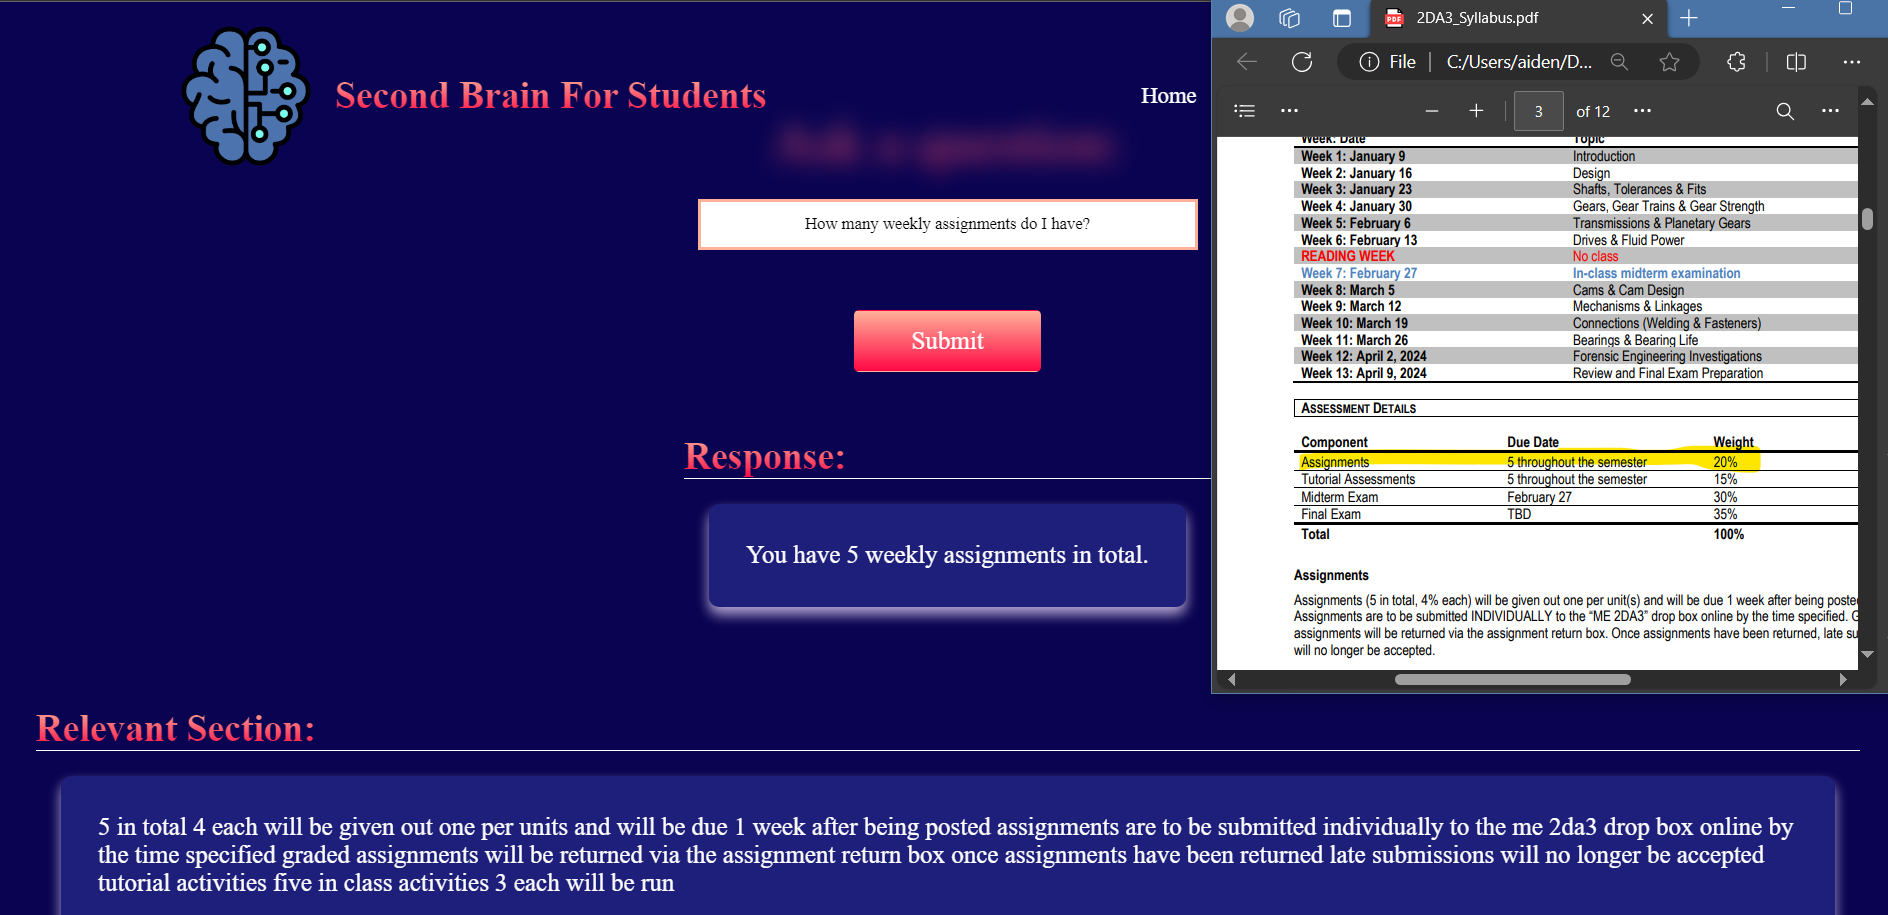 Second Brain For Students
Home
Ask a question
How many weekly assignments do I have?
Submit
Response:
You have 5 weekly assignments in total.
Relevant Section:
5 in total 4 each will be given out one per units and will be due 1 week after being posted assignments are to be submitted individually to the me 2da3 drop box online by
the time specified graded assignments will be returned via the assignment return box once assignments have been returned late submissions will no longer be accepted
tutorial activities five in class activities 3 each will be run
PDF 2DA3_Syllabus.pdf
File C:/Users/aiden/D...
3 of 12
Week: Date Topic
Week 1: January 9 Introduction
Week 2: January 16 Design
Week 3: January 23 Shafts, Tolerances & Fits
Week 4: January 30 Gears, Gear Trains & Gear Strength
Week 5: February 6 Transmissions & Planetary Gears
Week 6: February 13 Drives & Fluid Power
READING WEEK No class
Week 7: February 27 In-class midterm examination
Week 8: March 5 Cams & Cam Design
Week 9: March 12 Mechanisms & Linkages
Week 10: March 19 Connections (Welding & Fasteners)
Week 11: March 26 Bearings & Bearing Life
Week 12: April 2, 2024 Forensic Engineering Investigations
Week 13: April 9, 2024 Review and Final Exam Preparation
ASSESSMENT DETAILS
Component Due Date Weight
Assignments 5 throughout the semester 20%
Tutorial Assessments 5 throughout the semester 15%
Midterm Exam February 27 30%
Final Exam TBD 35%
Total 100%
Assignments
Assignments (5 in total, 4% each) will be given out one per unit(s) and will be due 1 week after being poste
Assignments are to be submitted INDIVIDUALLY to the “ME 2DA3” drop box online by the time specified. G
assignments will be returned via the assignment return box. Once assignments have been returned, late su
will no longer be accepted.